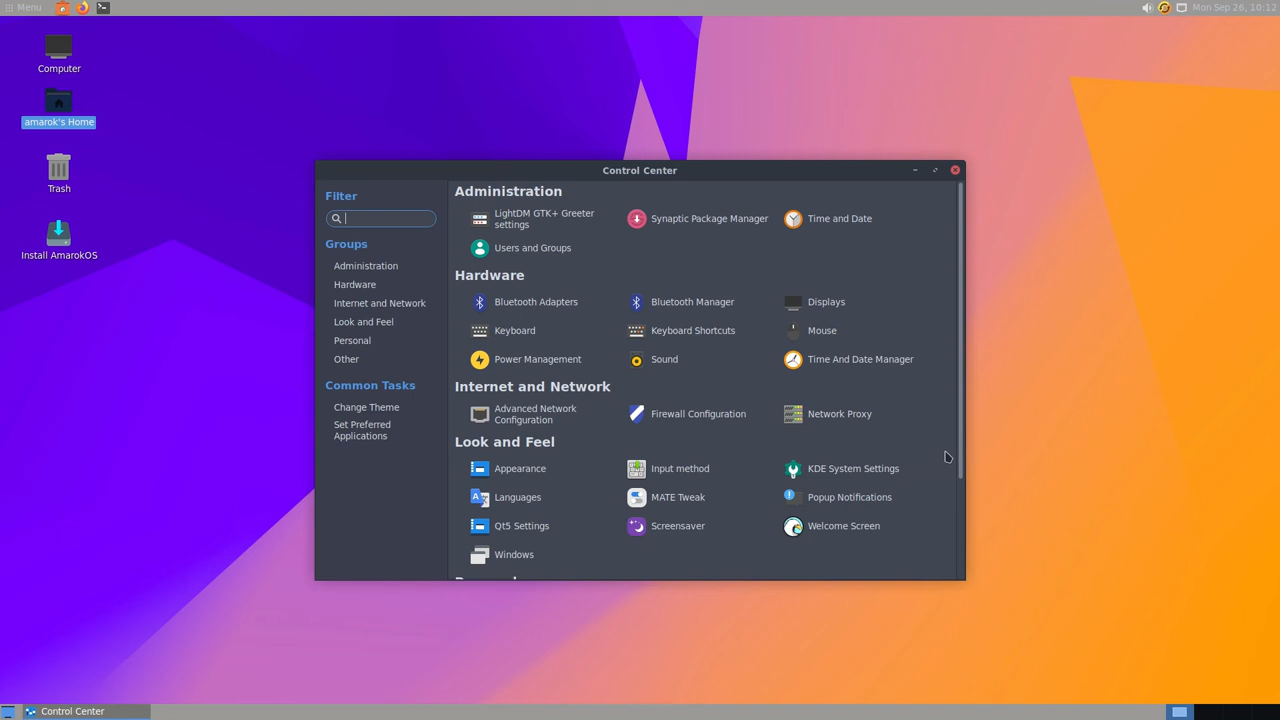 Menu
Mon Sep 26, 10:12
Computer
amarok's Home
Trash
Install AmarokOS
Control Center
Filter
Groups
Administration
Hardware
Internet and Network
Look and Feel
Personal
Other
Common Tasks
Change Theme
Set Preferred
Applications
Administration
LightDM GTK+ Greeter
settings
Synaptic Package Manager
Time and Date
Users and Groups
Hardware
Bluetooth Adapters
Bluetooth Manager
Displays
Keyboard
Keyboard Shortcuts
Mouse
Power Management
Sound
Time And Date Manager
Internet and Network
Advanced Network
Configuration
Firewall Configuration
Network Proxy
Look and Feel
Appearance
Input method
KDE System Settings
Languages
MATE Tweak
Popup Notifications
Qt5 Settings
Screensaver
Welcome Screen
Windows
Control Center